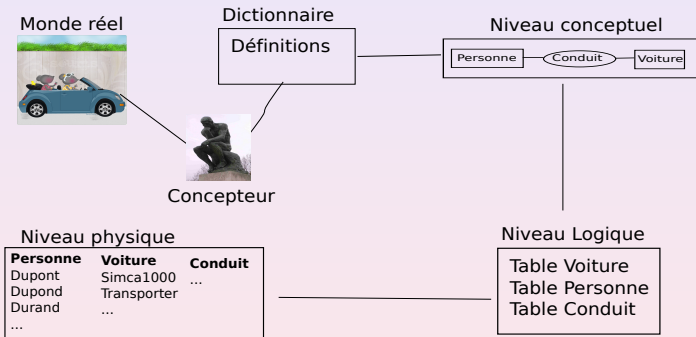 Monde réel
Dictionnaire
Définitions
Niveau conceptuel
Personne
Conduit
Voiture
Concepteur
Niveau physique
Personne Voiture Conduit
Dupont Simca1000 ...
Dupond Transporter
Durand ...
...
Niveau Logique
Table Voiture
Table Personne
Table Conduit